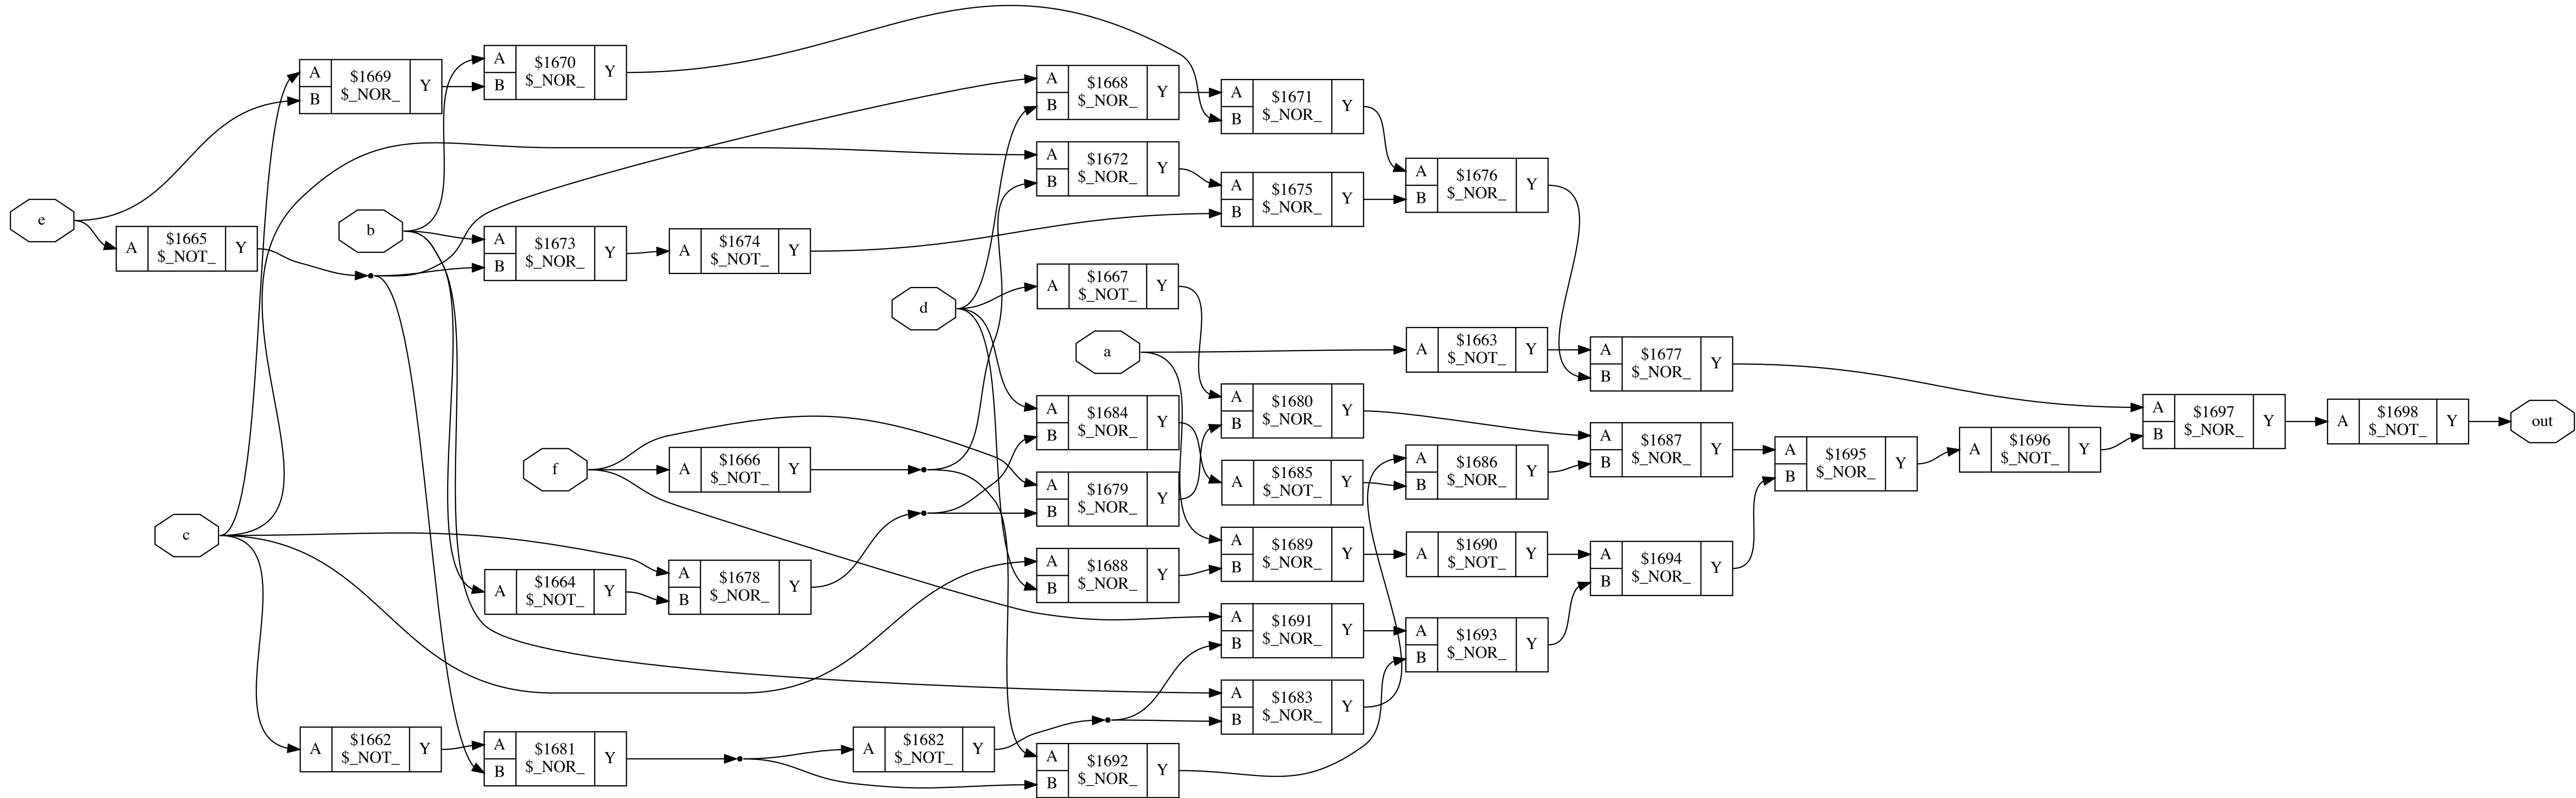 e
c
b
f
d
a
out
A
$1665
$_NOT_
Y
A
B
$1669
$_NOR_
Y
A
$1662
$_NOT_
Y
A
B
$1670
$_NOR_
Y
A
B
$1673
$_NOR_
Y
A
$1664
$_NOT_
Y
A
B
$1681
$_NOR_
Y
A
$1674
$_NOT_
Y
A
$1666
$_NOT_
Y
A
B
$1678
$_NOR_
Y
A
$1682
$_NOT_
Y
A
B
$1668
$_NOR_
Y
A
B
$1672
$_NOR_
Y
A
$1667
$_NOT_
Y
A
B
$1684
$_NOR_
Y
A
B
$1679
$_NOR_
Y
A
B
$1688
$_NOR_
Y
A
B
$1692
$_NOR_
Y
A
B
$1671
$_NOR_
Y
A
B
$1675
$_NOR_
Y
A
B
$1680
$_NOR_
Y
A
$1685
$_NOT_
Y
A
B
$1689
$_NOR_
Y
A
B
$1691
$_NOR_
Y
A
B
$1683
$_NOR_
Y
A
B
$1676
$_NOR_
Y
A
$1663
$_NOT_
Y
A
B
$1686
$_NOR_
Y
A
$1690
$_NOT_
Y
A
B
$1693
$_NOR_
Y
A
B
$1677
$_NOR_
Y
A
B
$1687
$_NOR_
Y
A
B
$1694
$_NOR_
Y
A
B
$1695
$_NOR_
Y
A
$1696
$_NOT_
Y
A
B
$1697
$_NOR_
Y
A
$1698
$_NOT_
Y